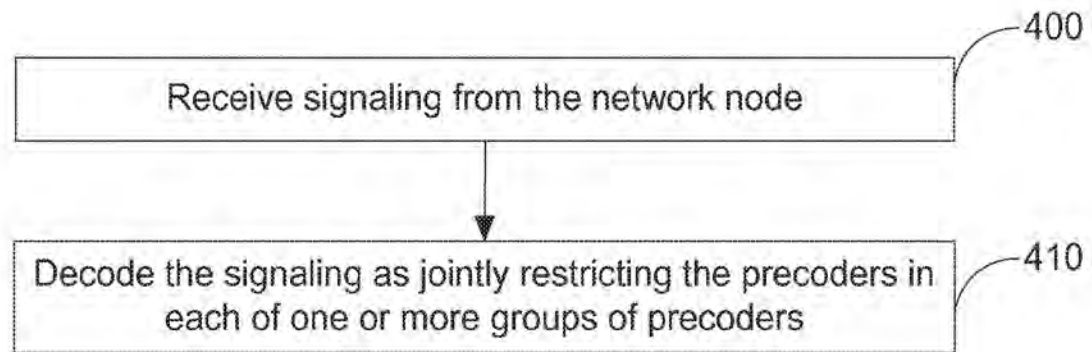 400
Receive signaling from the network node
410
Decode the signaling as jointly restricting the precoders in
each of one or more groups of precoders